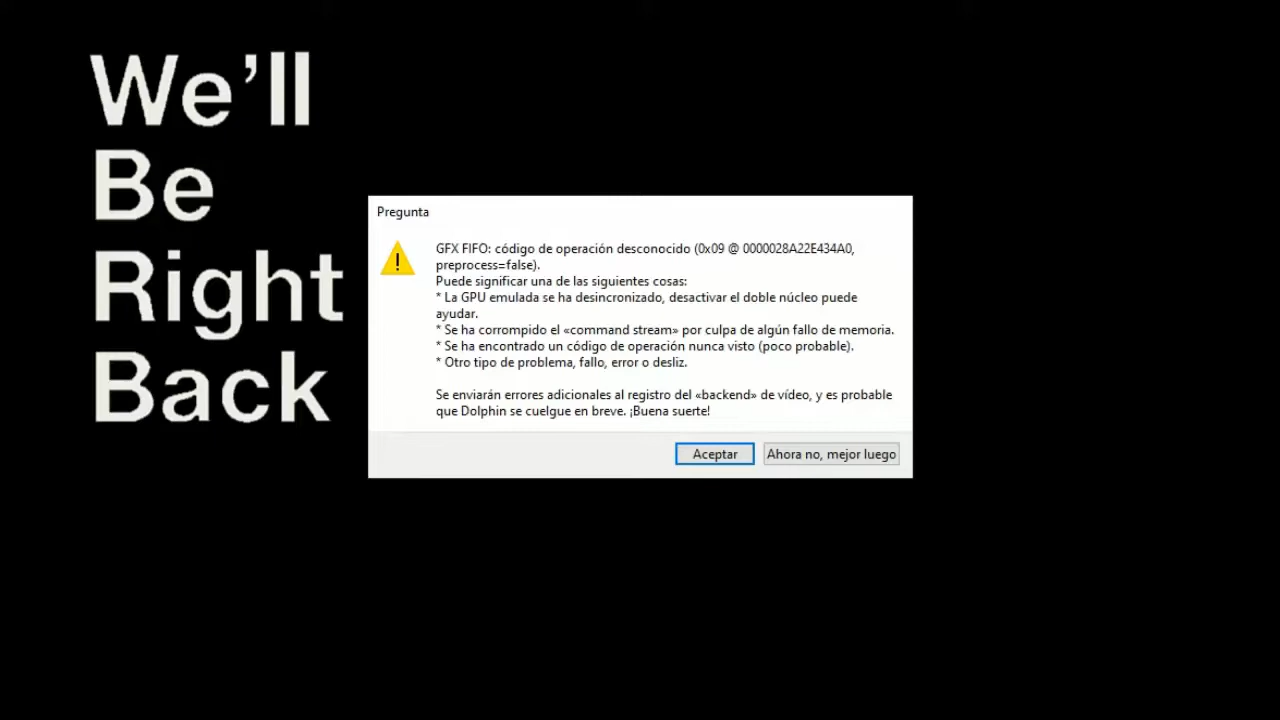 We'll
Be
Right
Back
Pregunta
GFX FIFO: código de operación desconocido (0x09 @ 0000028A22E434A0,
preprocess=false).
Puede significar una de las siguientes cosas:
* La GPU emulada se ha desincronizado, desactivar el doble núcleo puede
ayudar.
* Se ha corrompido el «command stream» por culpa de algún fallo de memoria.
* Se ha encontrado un código de operación nunca visto (poco probable).
* Otro tipo de problema, fallo, error o desliz.
Se enviarán errores adicionales al registro del «backend» de vídeo, y es probable
que Dolphin se cuelgue en breve. ¡Buena suerte!
Aceptar
Ahora no, mejor luego